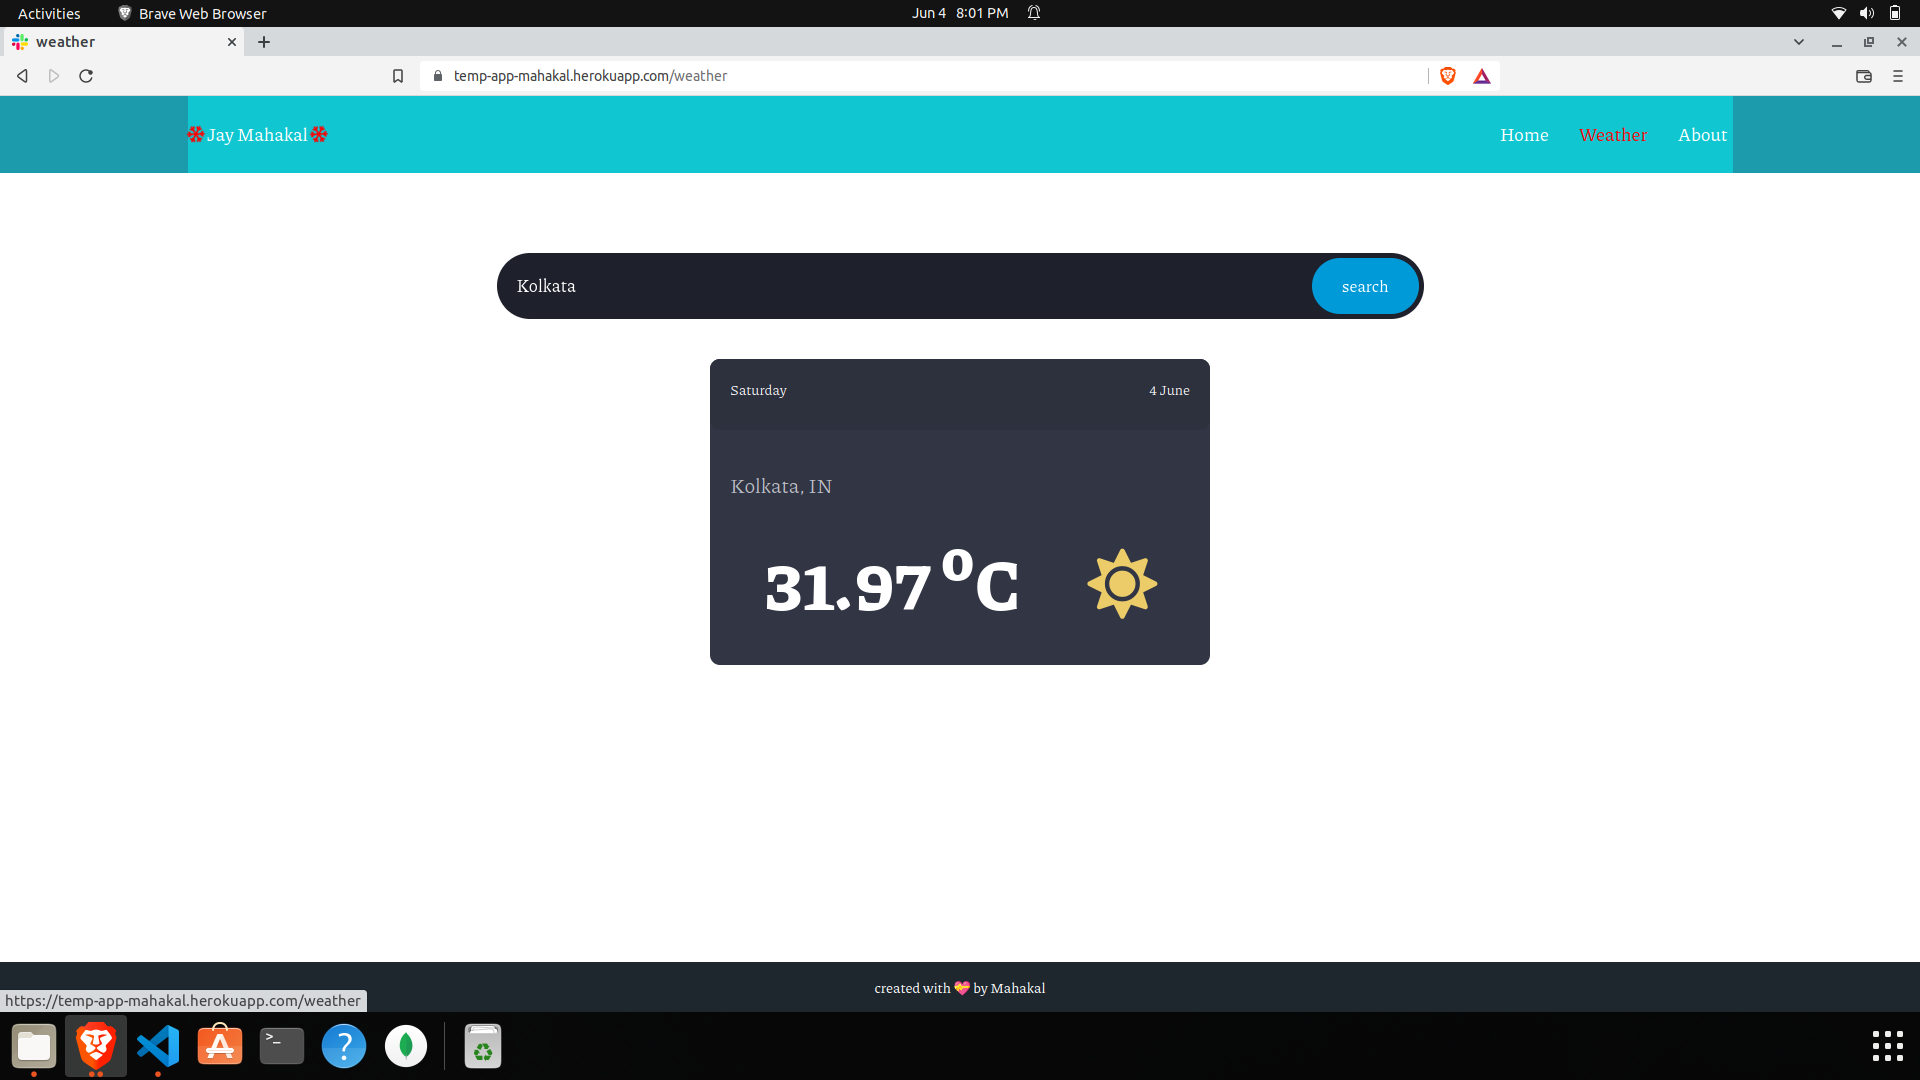 Activities Brave Web Browser Jun 4 8:01 PM
weather
temp-app-mahakal.herokuapp.com/weather
Jay Mahakal Home Weather About
Kolkata search
Saturday 4 June
Kolkata, IN
31.97 ⁰C
created with 💝 by Mahakal
https://temp-app-mahakal.herokuapp.com/weather
>_
?